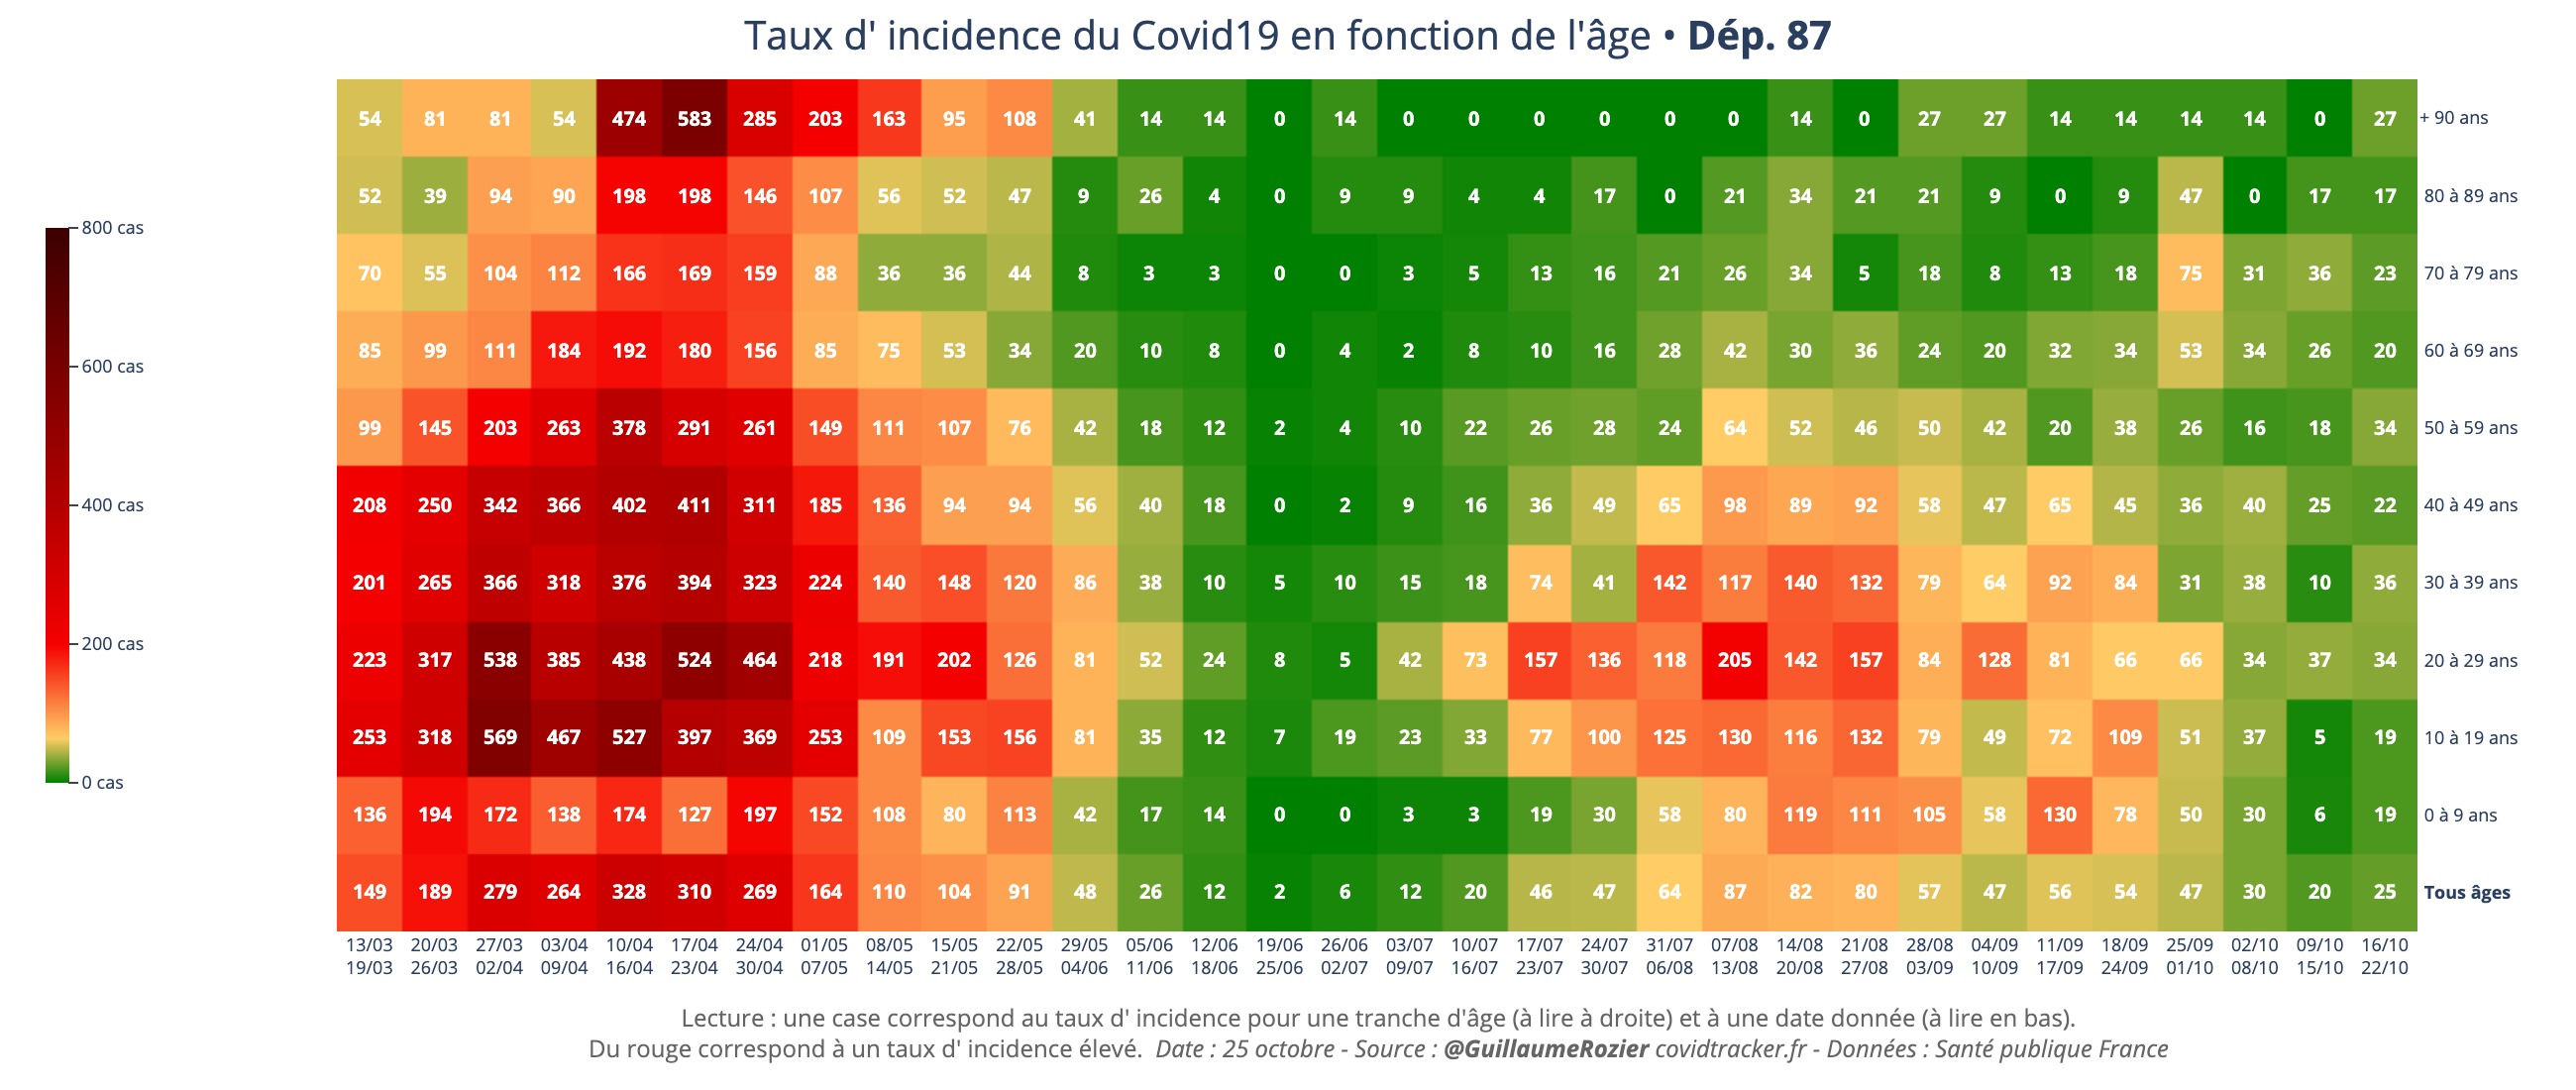 Taux d' incidence du Covid19 en fonction de l'âge • Dép. 87
800 cas
600 cas
400 cas
200 cas
0 cas
54 81 81 54 474 583 285 203 163 95 108 41 14 14 0 14 0 0 0 0 0 0 14 0 27 27 14 14 14 14 0 27 + 90 ans
52 39 94 90 198 198 146 107 56 52 47 9 26 4 0 9 9 4 4 17 0 21 34 21 21 9 0 9 47 0 17 17 80 à 89 ans
70 55 104 112 166 169 159 88 36 36 44 8 3 3 0 0 3 5 13 16 21 26 34 5 18 8 13 18 75 31 36 23 70 à 79 ans
85 99 111 184 192 180 156 85 75 53 34 20 10 8 0 4 2 8 10 16 28 42 30 36 24 20 32 34 53 34 26 20 60 à 69 ans
99 145 203 263 378 291 261 149 111 107 76 42 18 12 2 4 10 22 26 28 24 64 52 46 50 42 20 38 26 16 18 34 50 à 59 ans
208 250 342 366 402 411 311 185 136 94 94 56 40 18 0 2 9 16 36 49 65 98 89 92 58 47 65 45 36 40 25 22 40 à 49 ans
201 265 366 318 376 394 323 224 140 148 120 86 38 10 5 10 15 18 74 41 142 117 140 132 79 64 92 84 31 38 10 36 30 à 39 ans
223 317 538 385 438 524 464 218 191 202 126 81 52 24 8 5 42 73 157 136 118 205 142 157 84 128 81 66 66 34 37 34 20 à 29 ans
253 318 569 467 527 397 369 253 109 153 156 81 35 12 7 19 23 33 77 100 125 130 116 132 79 49 72 109 51 37 5 19 10 à 19 ans
136 194 172 138 174 127 197 152 108 80 113 42 17 14 0 0 3 3 19 30 58 80 119 111 105 58 130 78 50 30 6 19 0 à 9 ans
149 189 279 264 328 310 269 164 110 104 91 48 26 12 2 6 12 20 46 47 64 87 82 80 57 47 56 54 47 30 20 25 Tous âges
13/03 20/03 27/03 03/04 10/04 17/04 24/04 01/05 08/05 15/05 22/05 29/05 05/06 12/06 19/06 26/06 03/07 10/07 17/07 24/07 31/07 07/08 14/08 21/08 28/08 04/09 11/09 18/09 25/09 02/10 09/10 16/10
19/03 26/03 02/04 09/04 16/04 23/04 30/04 07/05 14/05 21/05 28/05 04/06 11/06 18/06 25/06 02/07 09/07 16/07 23/07 30/07 06/08 13/08 20/08 27/08 03/09 10/09 17/09 24/09 01/10 08/10 15/10 22/10
Lecture : une case correspond au taux d' incidence pour une tranche d'âge (à lire à droite) et à une date donnée (à lire en bas).
Du rouge correspond à un taux d' incidence élevé. Date : 25 octobre - Source : @GuillaumeRozier covidtracker.fr - Données : Santé publique France